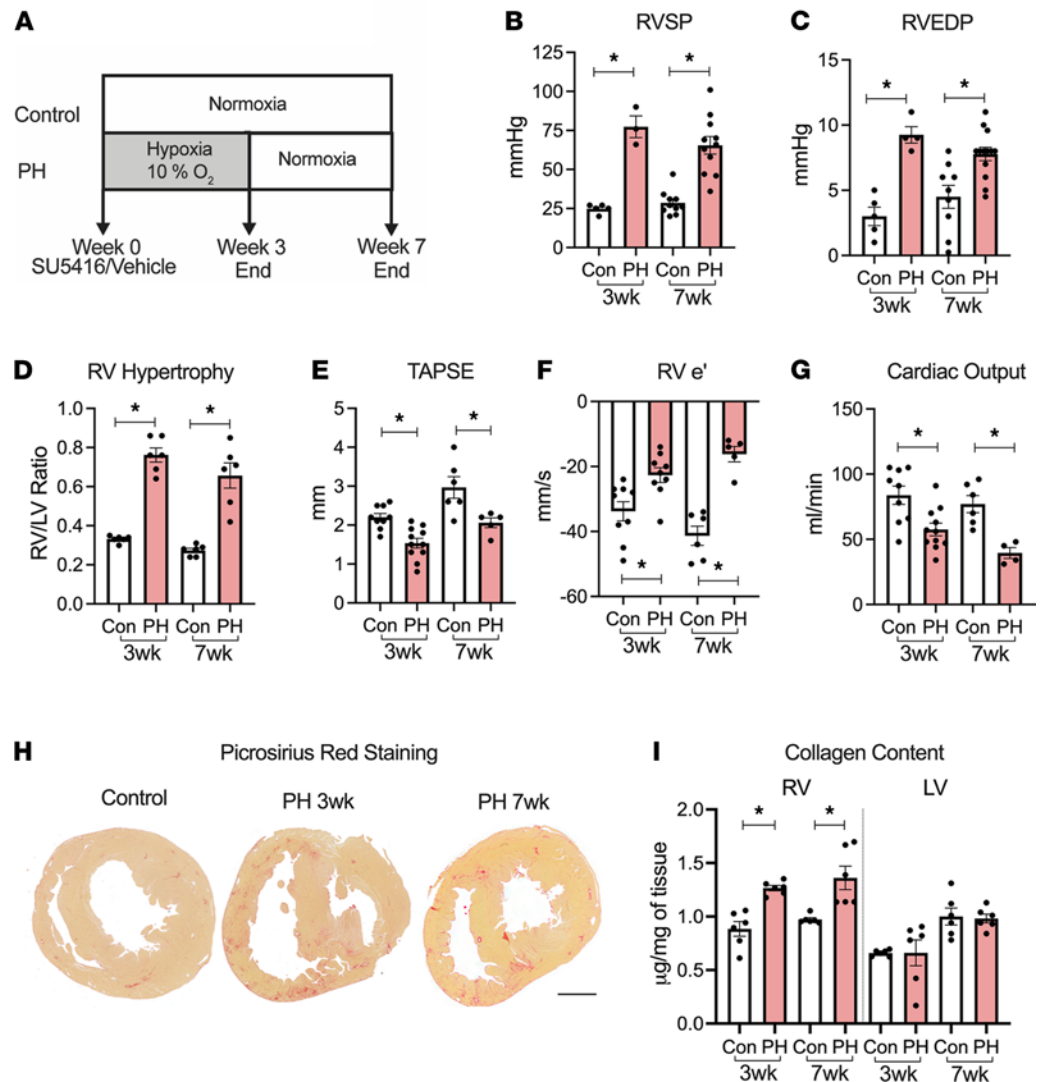 A
Control
PH
Normoxia
Hypoxia
10 % O₂
Normoxia
Week 0
SU5416/Vehicle
Week 3
End
Week 7
End
B
RVSP
mmHg
125
100
75
50
25
0
*
*
Con PH Con PH
3wk 7wk
C
RVEDP
mmHg
15
10
5
0
*
*
Con PH Con PH
3wk 7wk
D
RV Hypertrophy
RV/LV Ratio
1.0
0.8
0.6
0.4
0.2
0.0
*
*
Con PH Con PH
3wk 7wk
E
TAPSE
mm
5
4
3
2
1
0
*
*
Con PH Con PH
3wk 7wk
F
RV e'
mm/s
0
-20
-40
-60
*
*
Con PH Con PH
3wk 7wk
G
Cardiac Output
ml/min
150
100
50
0
*
*
Con PH Con PH
3wk 7wk
H
Picrosirius Red Staining
Control
PH 3wk
PH 7wk
I
Collagen Content
RV LV
µg/mg of tissue
2.0
1.5
1.0
0.5
0.0
*
*
Con PH Con PH Con PH Con PH
3wk 7wk 3wk 7wk